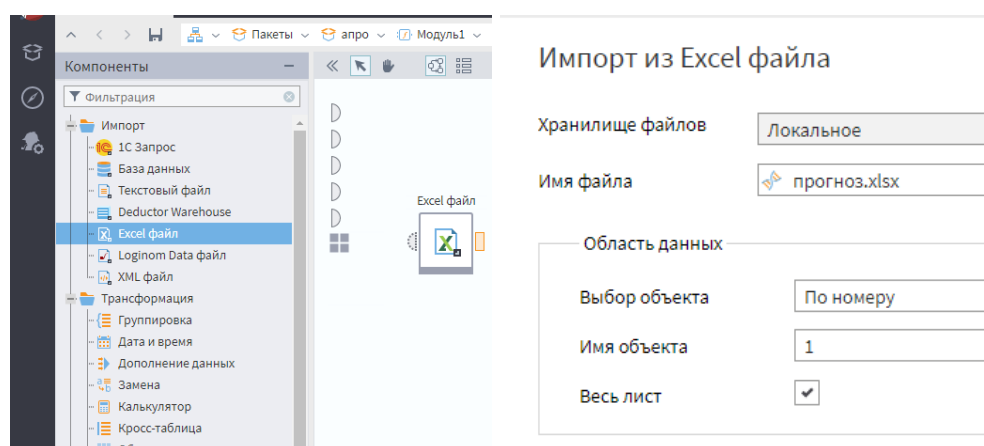 Пакеты апро Модуль1
Компоненты
Фильтрация
Импорт
1С Запрос
База данных
Текстовый файл
Deductor Warehouse
Excel файл
Loginom Data файл
XML файл
Трансформация
Группировка
Дата и время
Дополнение данных
Замена
Калькулятор
Кросс-таблица
Excel файл
Импорт из Excel файла
Хранилище файлов Локальное
Имя файла прогноз.xlsx
Область данных
Выбор объекта По номеру
Имя объекта 1
Весь лист